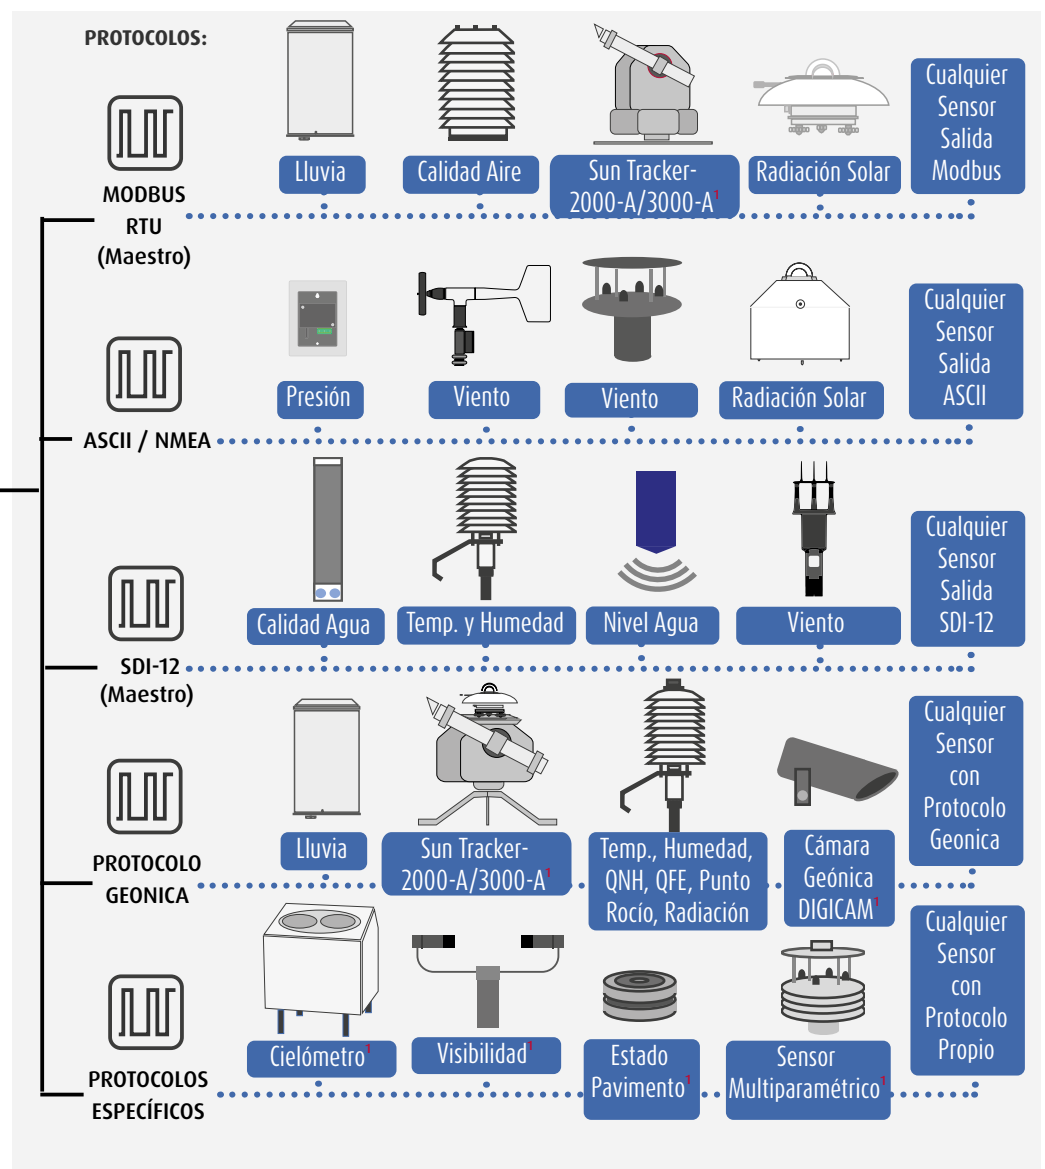 PROTOCOLOS:
MODBUS
RTU
(Maestro)
Lluvia
Calidad Aire
Sun Tracker-
2000-A/3000-A¹
Radiación Solar
Cualquier
Sensor
Salida
Modbus
ASCII / NMEA
Presión
Viento
Viento
Radiación Solar
Cualquier
Sensor
Salida
ASCII
SDI-12
(Maestro)
Calidad Agua
Temp. y Humedad
Nivel Agua
Viento
Cualquier
Sensor
Salida
SDI-12
PROTOCOLO
GEONICA
Lluvia
Sun Tracker-
2000-A/3000-A¹
Temp., Humedad,
QNH, QFE, Punto
Rocío, Radiación
Cámara
Geónica
DIGICAM¹
Cualquier
Sensor
con
Protocolo
Geonica
PROTOCOLOS
ESPECÍFICOS
Cielómetro¹
Visibilidad¹
Estado
Pavimento¹
Sensor
Multiparamétrico¹
Cualquier
Sensor
con
Protocolo
Propio